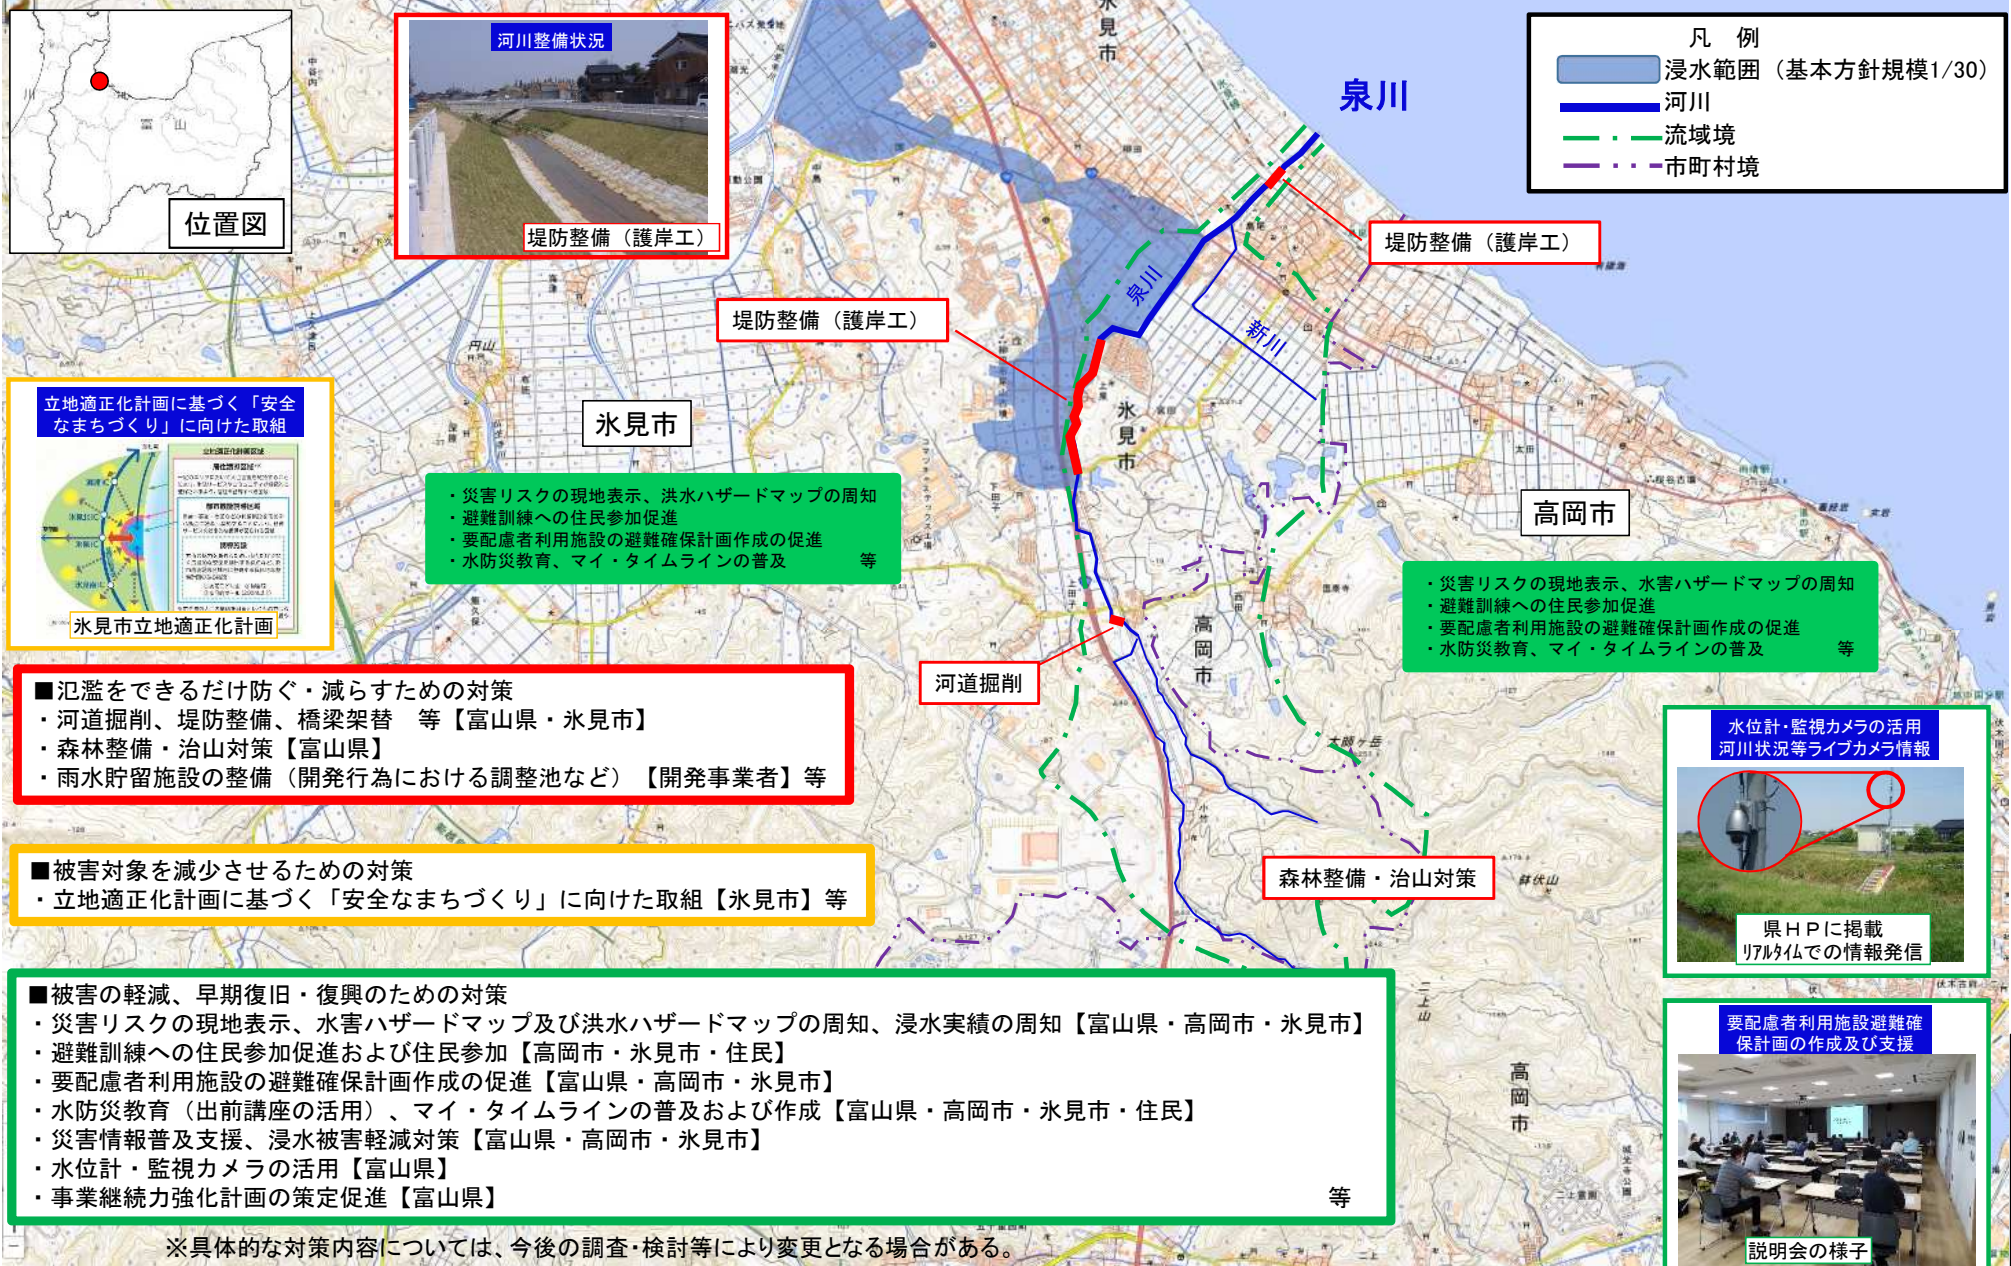 位置図
富
山
河川整備状況
堤防整備（護岸工）
氷見市
泉川
凡　例
浸水範囲（基本方針規模1/30）
河川
流域境
市町村境
堤防整備（護岸工）
堤防整備（護岸工）
泉川
新川
円山
立地適正化計画に基づく「安全
なまちづくり」に向けた取組
立地適正化計画区域
氷見市立地適正化計画
氷見市
氷見市
高岡市
・災害リスクの現地表示、洪水ハザードマップの周知
・避難訓練への住民参加促進
・要配慮者利用施設の避難確保計画作成の促進
・水防災教育、マイ・タイムラインの普及　　　等
・災害リスクの現地表示、水害ハザードマップの周知
・避難訓練への住民参加促進
・要配慮者利用施設の避難確保計画作成の促進
・水防災教育、マイ・タイムラインの普及　　　等
高岡市
河道掘削
太田
上田子
下田子
大師ヶ岳
小竹
鉢伏山
二上山
森林整備・治山対策
■氾濫をできるだけ防ぐ・減らすための対策
・河道掘削、堤防整備、橋梁架替　等【富山県・氷見市】
・森林整備・治山対策【富山県】
・雨水貯留施設の整備（開発行為における調整池など）【開発事業者】等
■被害対象を減少させるための対策
・立地適正化計画に基づく「安全なまちづくり」に向けた取組【氷見市】等
■被害の軽減、早期復旧・復興のための対策
・災害リスクの現地表示、水害ハザードマップ及び洪水ハザードマップの周知、浸水実績の周知【富山県・高岡市・氷見市】
・避難訓練への住民参加促進および住民参加【高岡市・氷見市・住民】
・要配慮者利用施設の避難確保計画作成の促進【富山県・高岡市・氷見市】
・水防災教育（出前講座の活用）、マイ・タイムラインの普及および作成【富山県・高岡市・氷見市・住民】
・災害情報普及支援、浸水被害軽減対策【富山県・高岡市・氷見市】
・水位計・監視カメラの活用【富山県】
・事業継続力強化計画の策定促進【富山県】　　　等
水位計・監視カメラの活用
河川状況等ライブカメラ情報
県ＨＰに掲載
ﾘｱﾙﾀｲﾑでの情報発信
要配慮者利用施設避難確
保計画の作成及び支援
説明会の様子
高岡市
※具体的な対策内容については、今後の調査・検討等により変更となる場合がある。